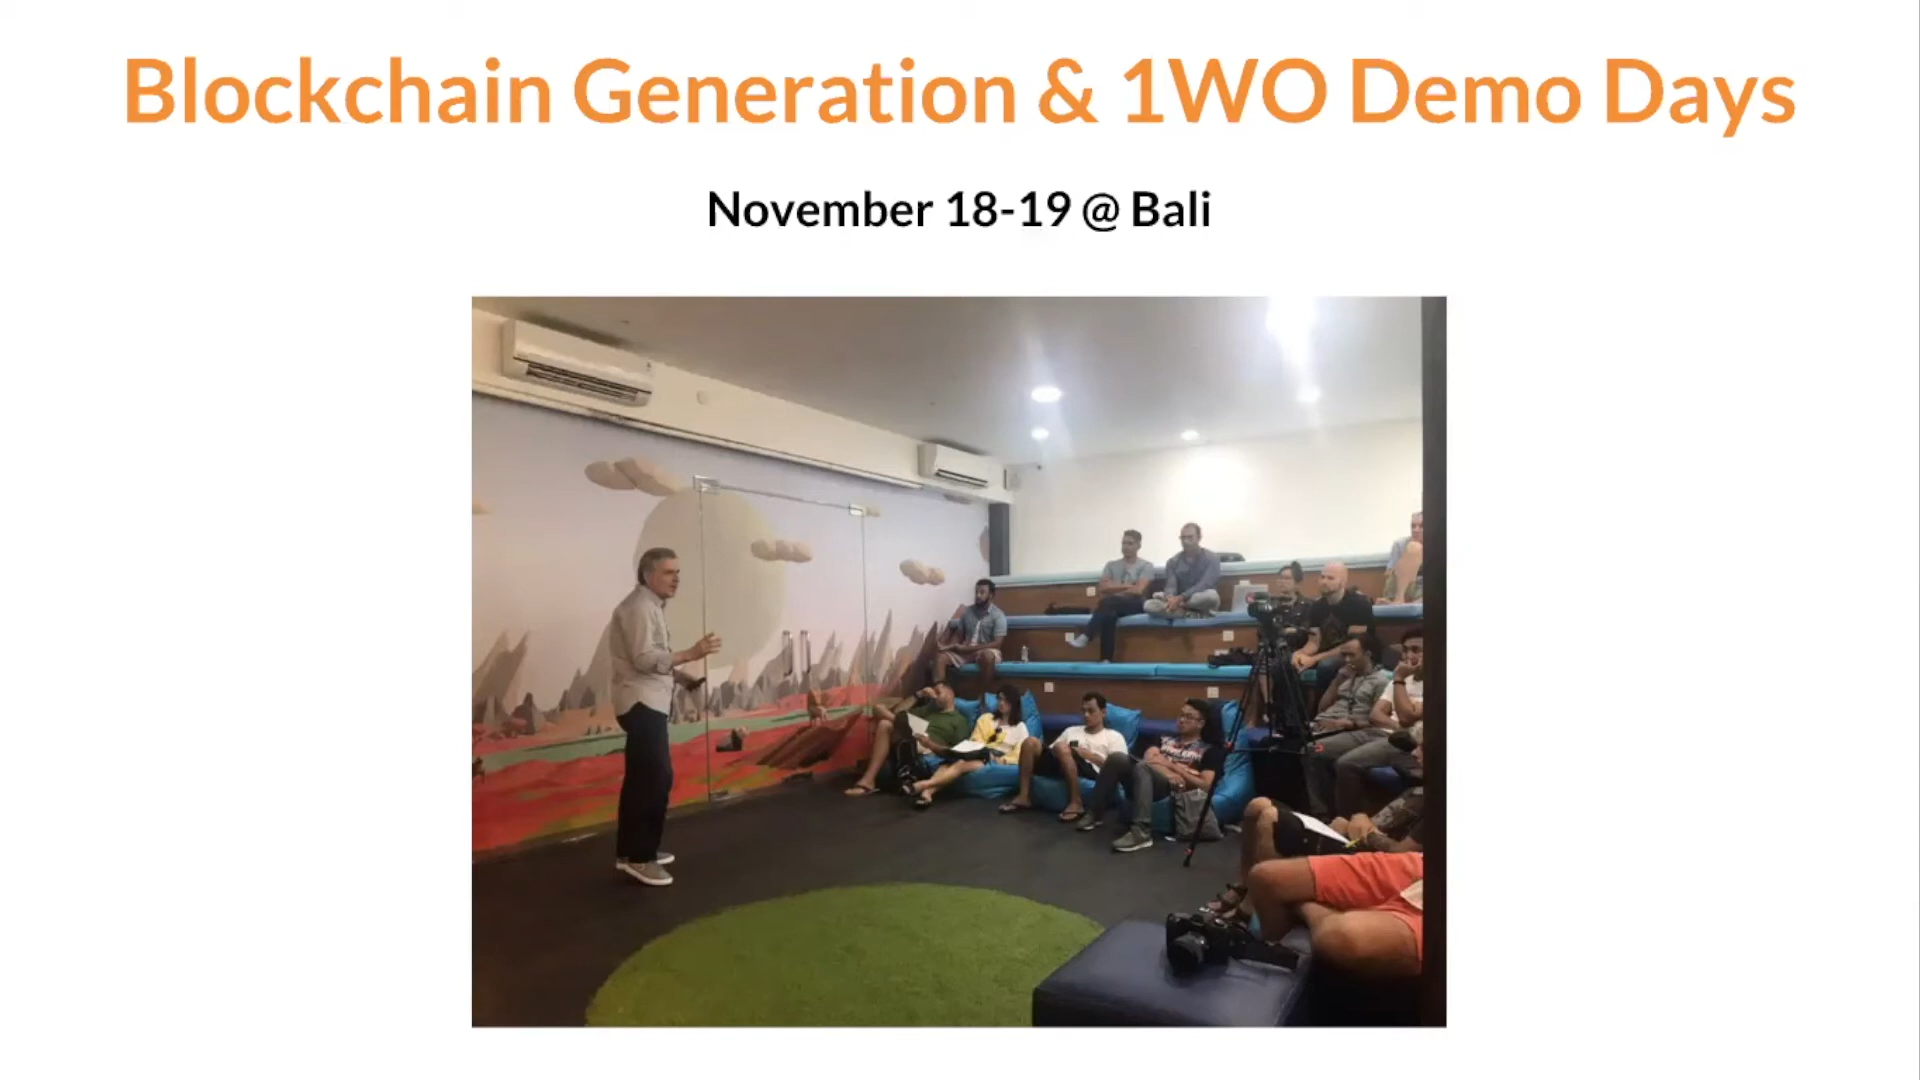 Blockchain Generation & 1WO Demo Days
November 18-19 @ Bali